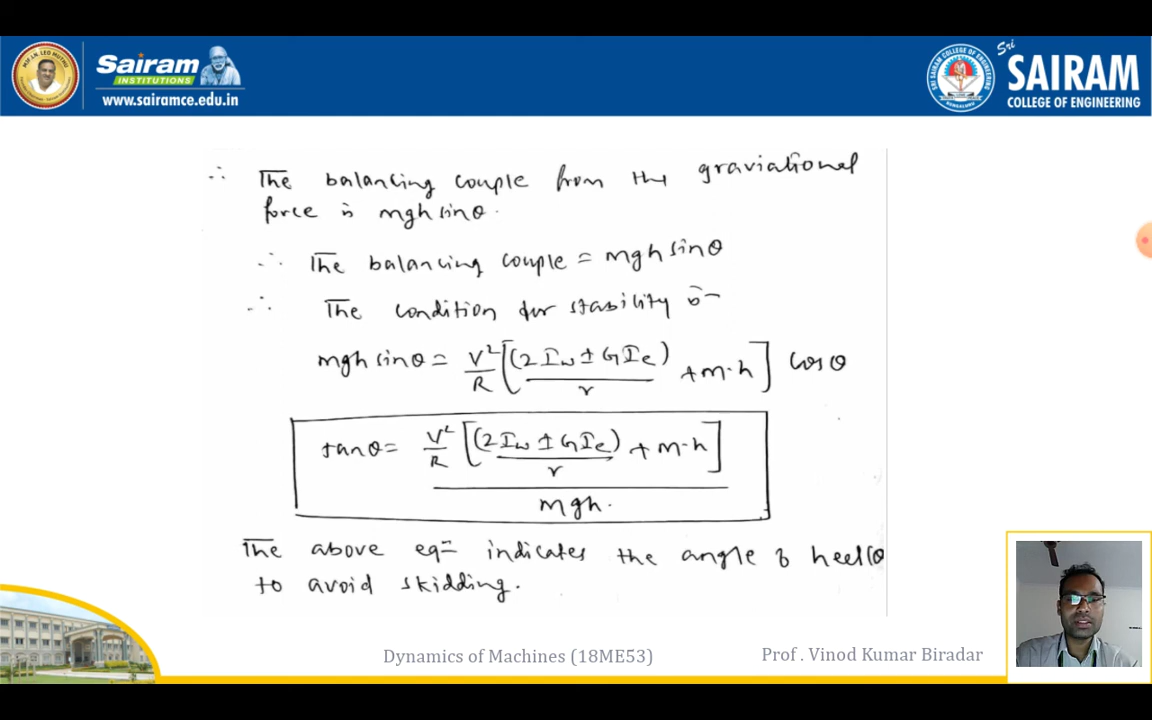 Sairam
INSTITUTIONS
www.sairamce.edu.in
Sri
SAIRAM
COLLEGE OF ENGINEERING
∴ The balancing couple from the graviational
force is mgh sinθ.
∴ The balancing couple = mgh sinθ
∴ The condition for stability is
mgh sinθ = V²/R [(2Iw ± GIe)/r + m·h] cosθ
tanθ = V²/R [(2Iw ± GIe)/r + m·h] / mgh.
The above eqn indicates the angle of heel(θ
to avoid skidding.
Dynamics of Machines (18ME53)
Prof . Vinod Kumar Biradar